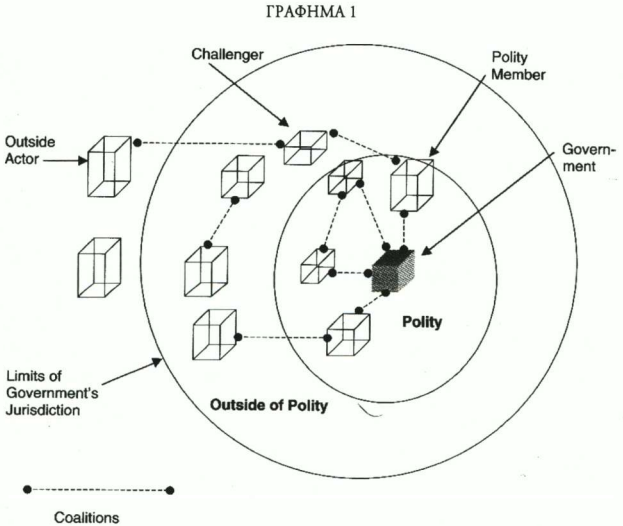 ΓΡΑΦΗΜΑ 1
Challenger
Polity
Member
Outside
Actor
Govern-
ment
Polity
Limits of
Government's
Jurisdiction
Outside of Polity
Coalitions